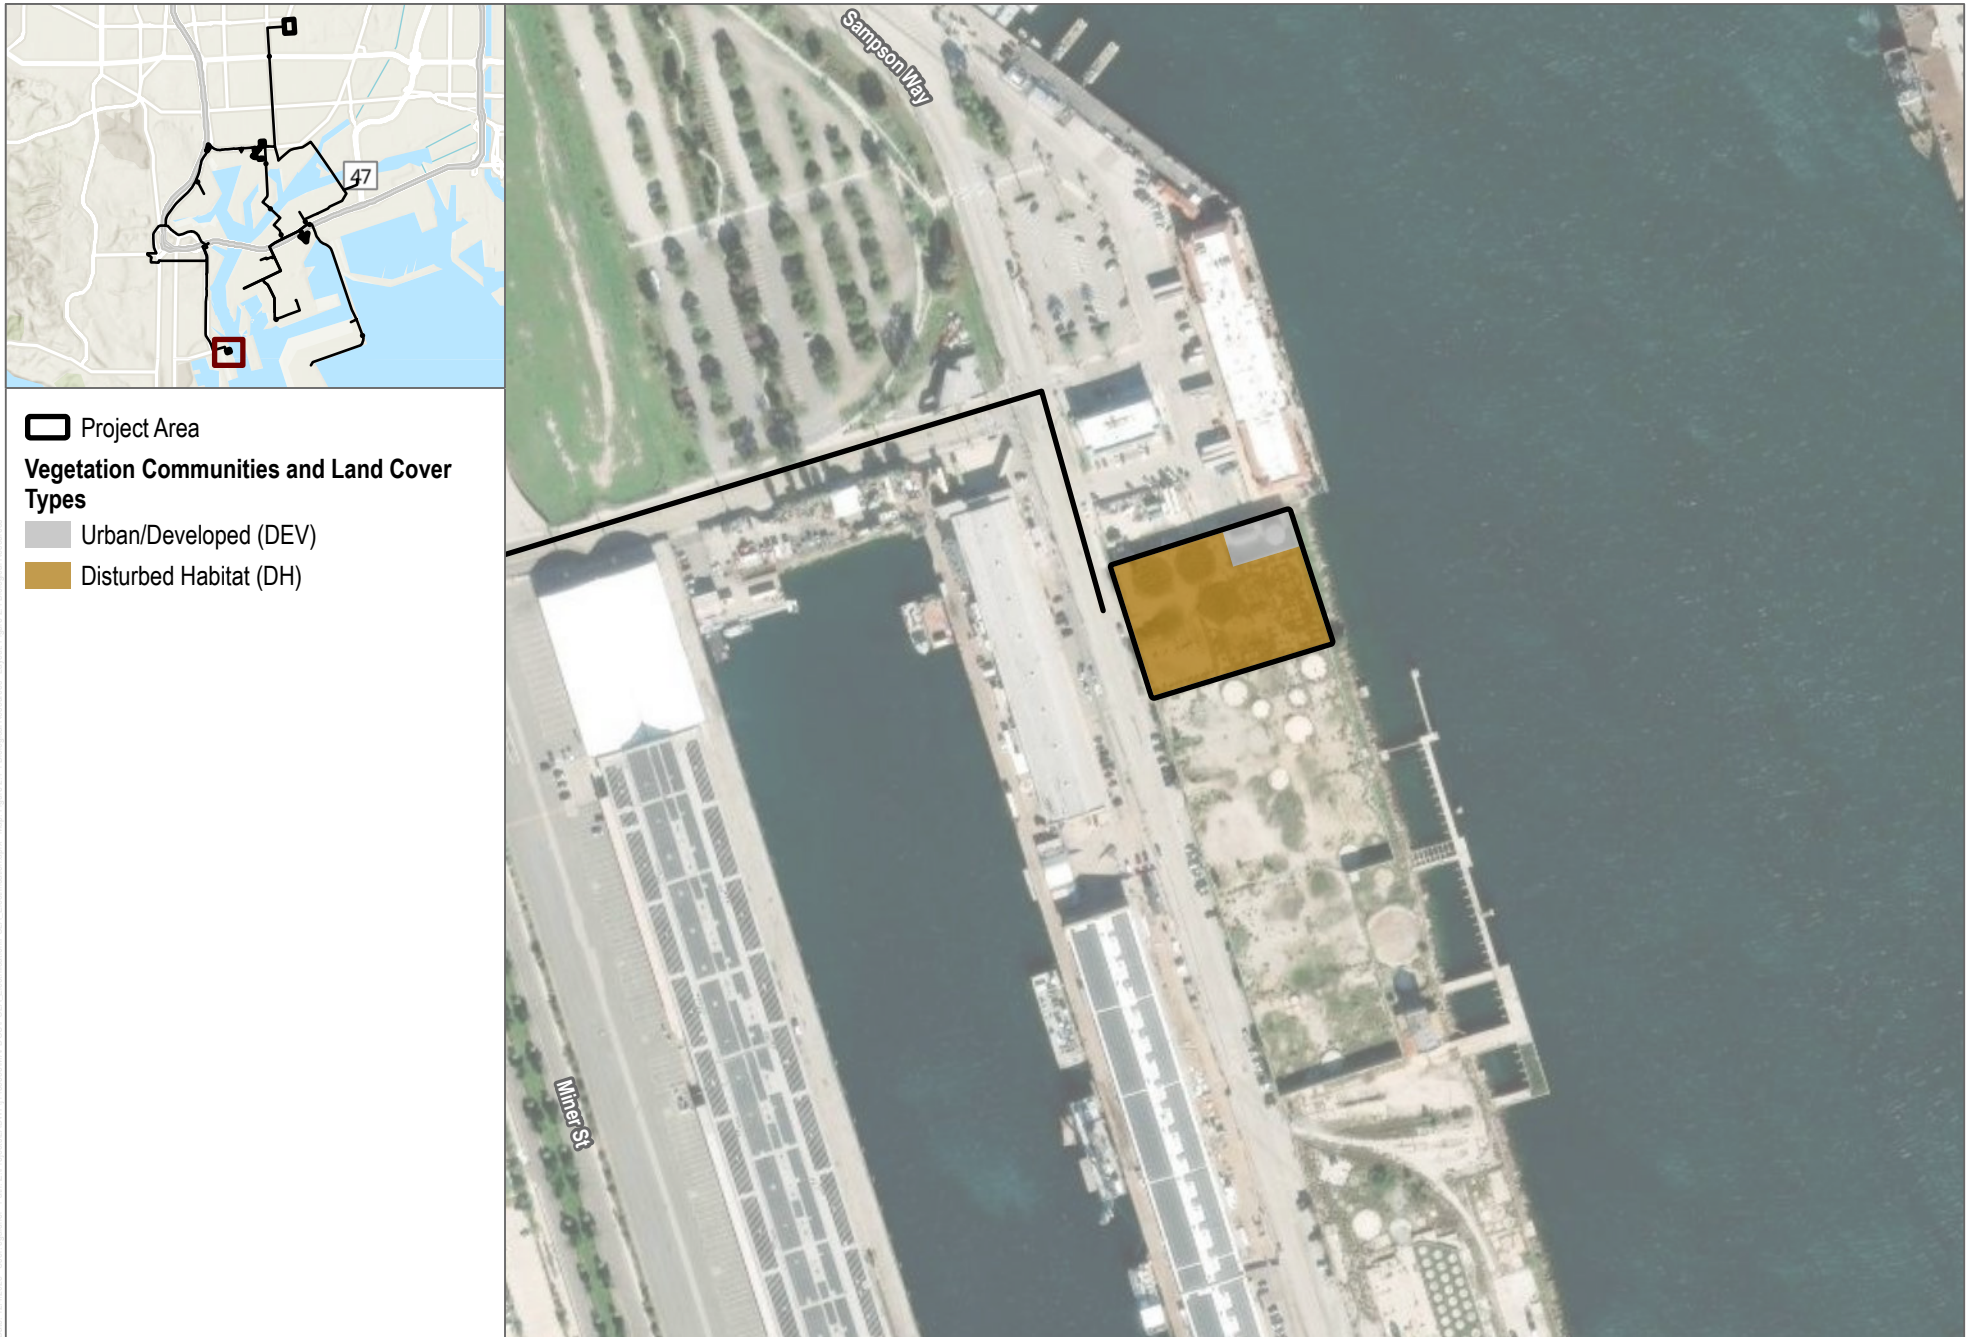 47
Project Area
Vegetation Communities and Land Cover
Types
Urban/Developed (DEV)
Disturbed Habitat (DH)
Sampson Way
Miner St